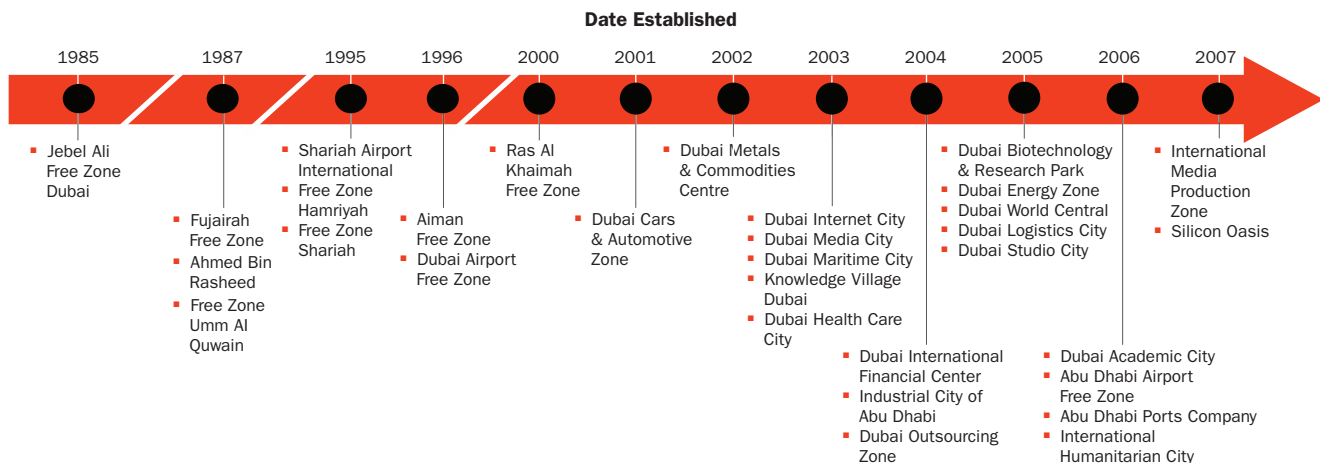 Date Established
1985
1987
1995
1996
2000
2001
2002
2003
2004
2005
2006
2007
▪ Jebel Ali
Free Zone
Dubai
▪ Fujairah
Free Zone
▪ Ahmed Bin
Rasheed
▪ Free Zone
Umm Al
Quwain
▪ Shariah Airport
International
▪ Free Zone
Hamriyah
▪ Free Zone
Shariah
▪ Aiman
Free Zone
▪ Dubai Airport
Free Zone
▪ Ras Al
Khaimah
Free Zone
▪ Dubai Cars
& Automotive
Zone
▪ Dubai Metals
& Commodities
Centre
▪ Dubai Internet City
▪ Dubai Media City
▪ Dubai Maritime City
▪ Knowledge Village
Dubai
▪ Dubai Health Care
City
▪ Dubai International
Financial Center
▪ Industrial City of
Abu Dhabi
▪ Dubai Outsourcing
Zone
▪ Dubai Biotechnology
& Research Park
▪ Dubai Energy Zone
▪ Dubai World Central
▪ Dubai Logistics City
▪ Dubai Studio City
▪ Dubai Academic City
▪ Abu Dhabi Airport
Free Zone
▪ Abu Dhabi Ports Company
▪ International
Humanitarian City
▪ International
Media
Production
Zone
▪ Silicon Oasis